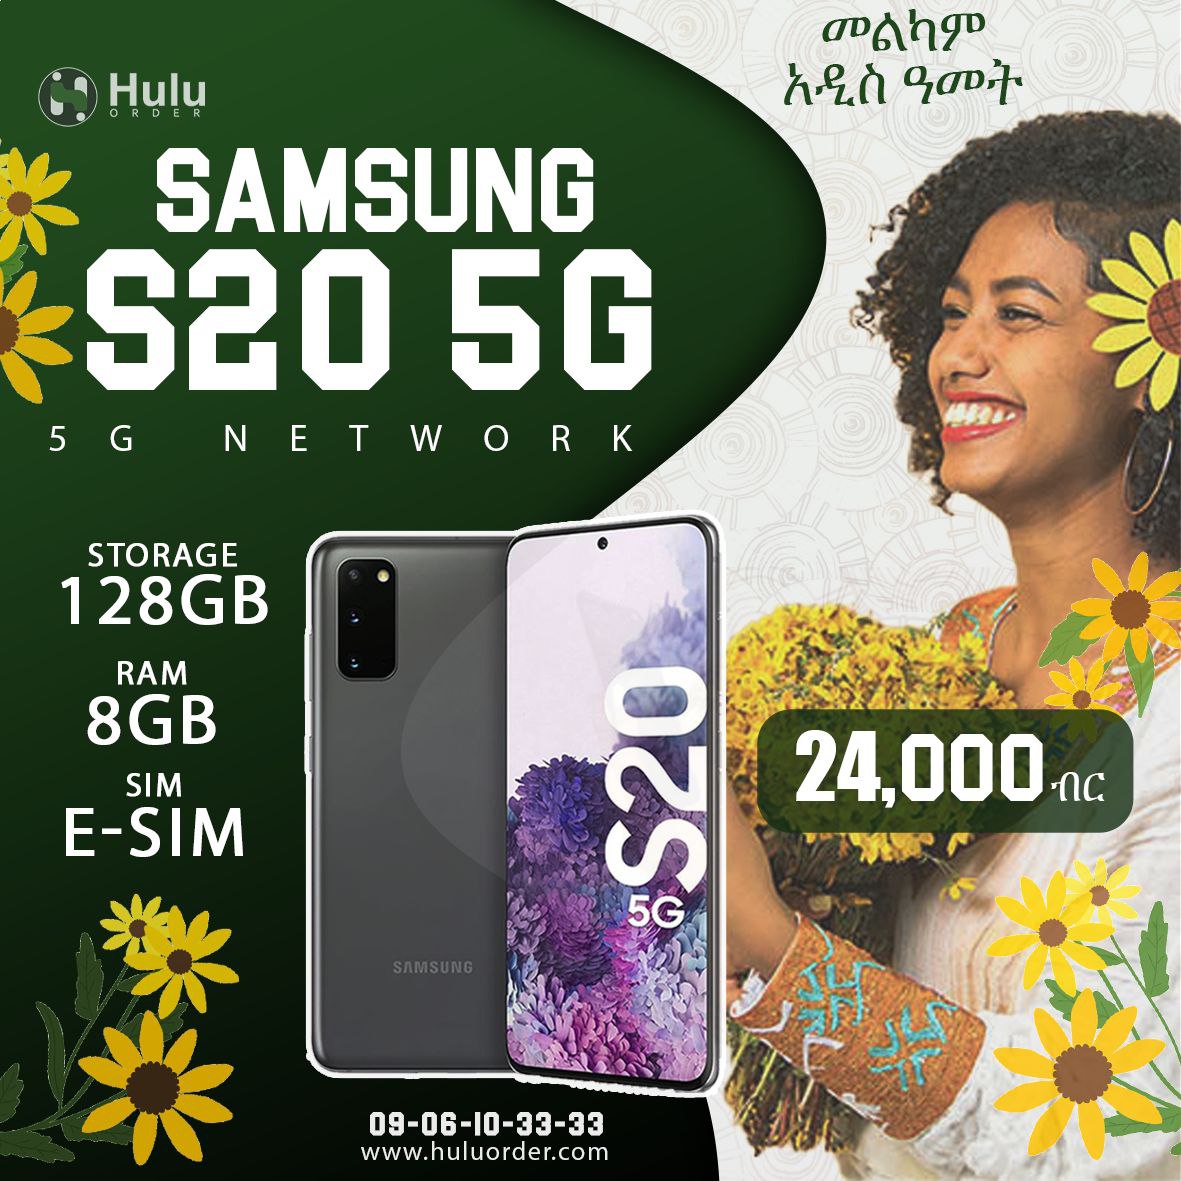 Hulu
ORDER
መልካም
አዲስ ዓመት
SAMSUNG
S20 5G
5G NETWORK
STORAGE
128GB
RAM
8GB
SIM
E-SIM
S20
5G
SAMSUNG
24,000 ብር
09-06-10-33-33
www.huluorder.com